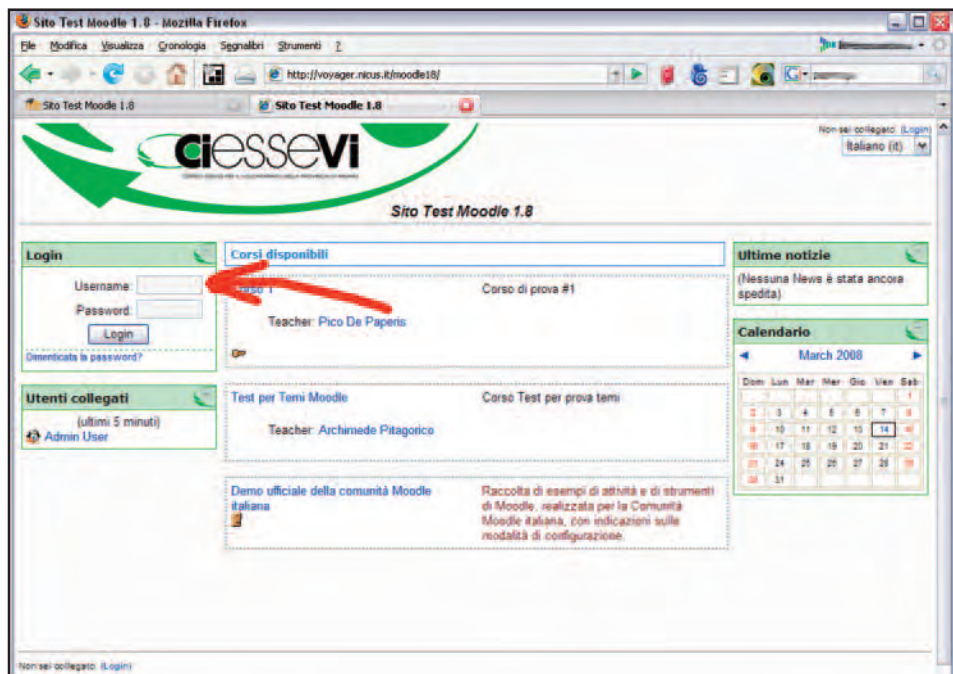 Sito Test Moodle 1.8 - Mozilla Firefox
File Modifica Visualizza Cronologia Segnalibri Strumenti ?
http://voyager.nicus.it/moodle18/
Sito Test Moodle 1.8
Sito Test Moodle 1.8
Non sei collegato. (Login)
Italiano (it)
CiesseVi
Sito Test Moodle 1.8
Login
Username:
Password:
Login
Dimenticata la password?
Utenti collegati
(ultimi 5 minuti)
Admin User
Corsi disponibili
Corso 1
Corso di prova #1
Teacher: Pico De Paperis
Test per Temi Moodle
Corso Test per prova temi
Teacher: Archimede Pitagorico
Demo ufficiale della comunità Moodle
italiana
Raccolta di esempi di attività e di strumenti
di Moodle, realizzata per la Comunità
Moodle italiana, con indicazioni sulle
modalità di configurazione.
Ultime notizie
(Nessuna News è stata ancora
spedita)
Calendario
March 2008
Dom Lun Mar Mer Gio Ven Sab
1
2 3 4 5 6 7 8
9 10 11 12 13 14 15
16 17 18 19 20 21 22
23 24 25 26 27 28 29
30 31
Non sei collegato. (Login)